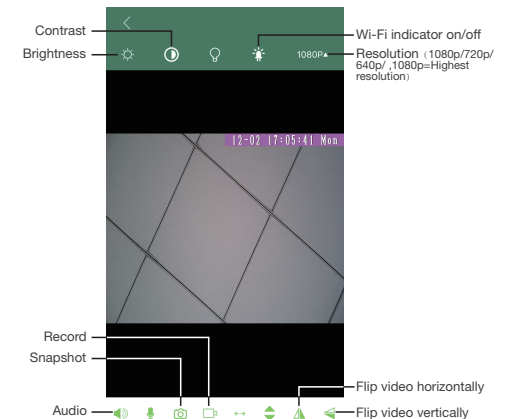 Contrast
Brightness
Wi-Fi indicator on/off
1080P▲
Resolution（1080p/720p/
640p/ ,1080p=Highest
resolution）
12-02 17:05:41 Mon
Record
Snapshot
Audio
Flip video horizontally
Flip video vertically